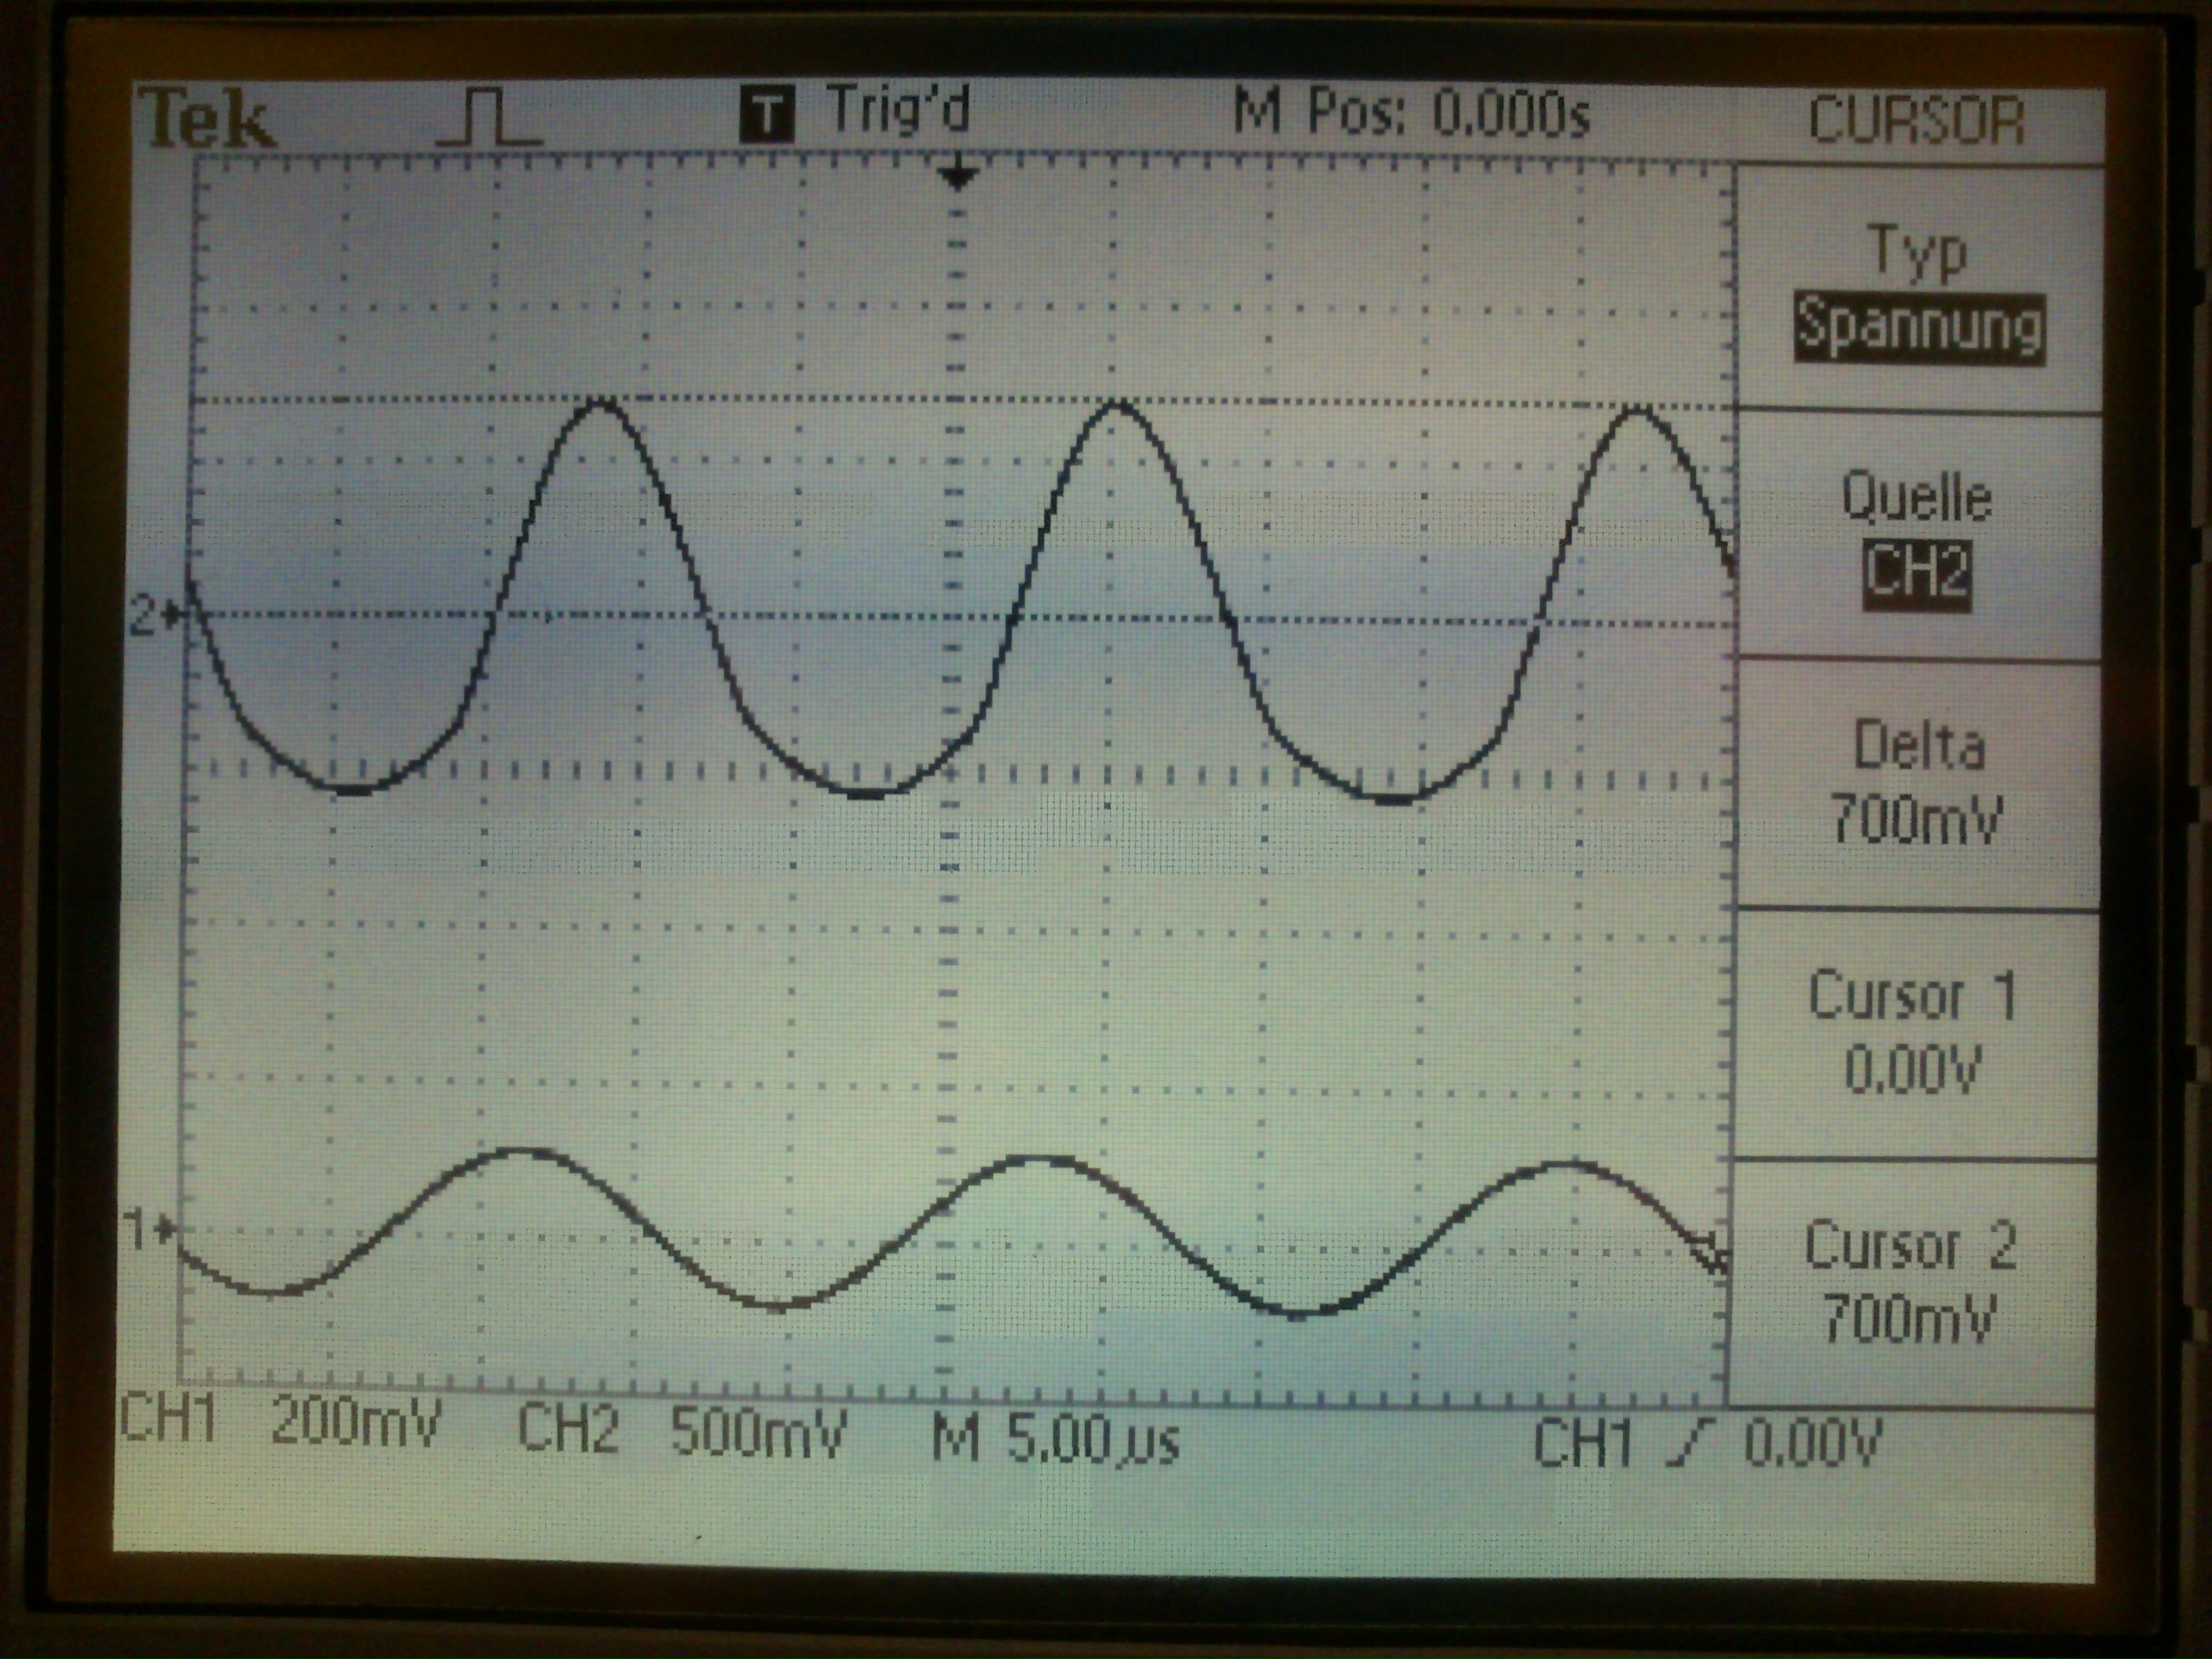 Tek T Trig'd M Pos: 0.000s CURSOR
Typ
Spannung
Quelle
CH2
2
Delta
700mV
Cursor 1
0.00V
1
Cursor 2
700mV
CH1 200mV CH2 500mV M 5.00µs CH1 0.00V